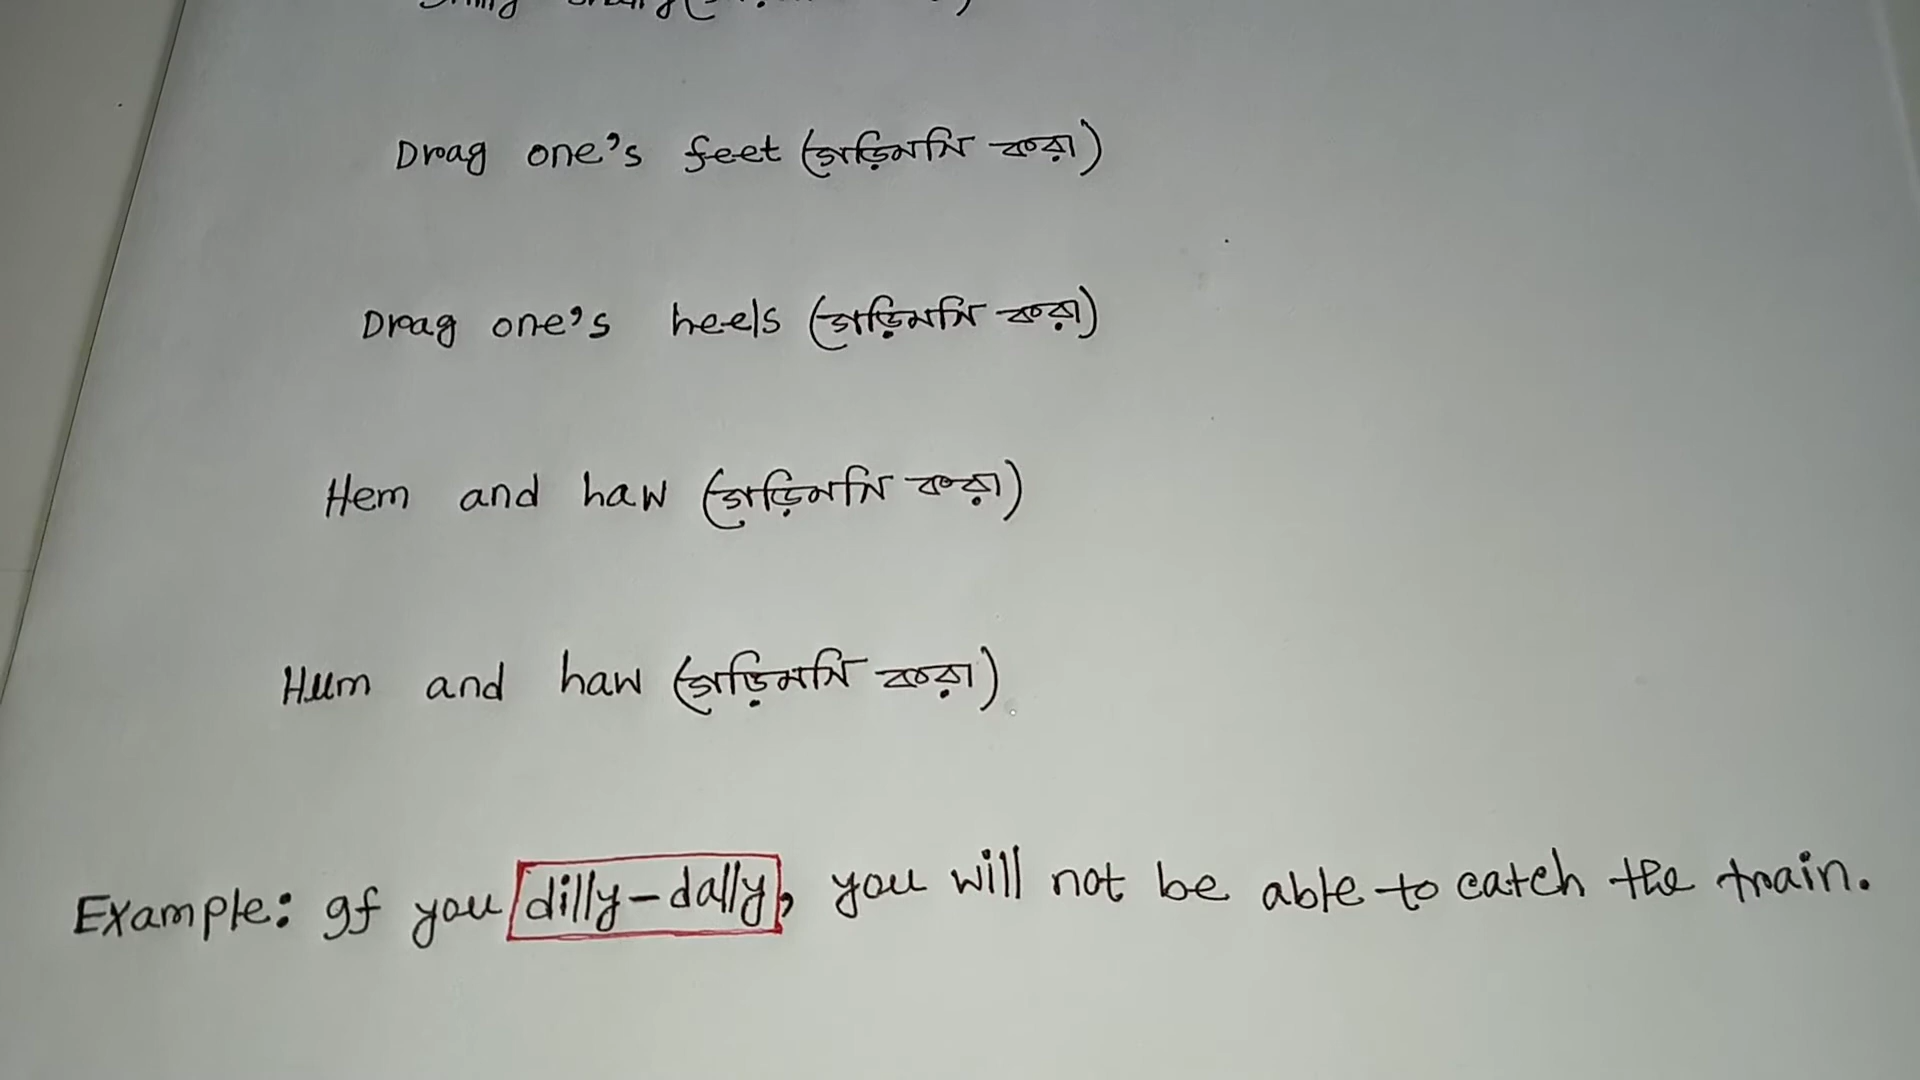 Drag one's feet (গড়িমসি করা)
Drag one's heels (গড়িমসি করা)
Hem and haw (গড়িমসি করা)
Hum and haw (গড়িমসি করা)
Example: If you dilly-dally, you will not be able to catch the train.